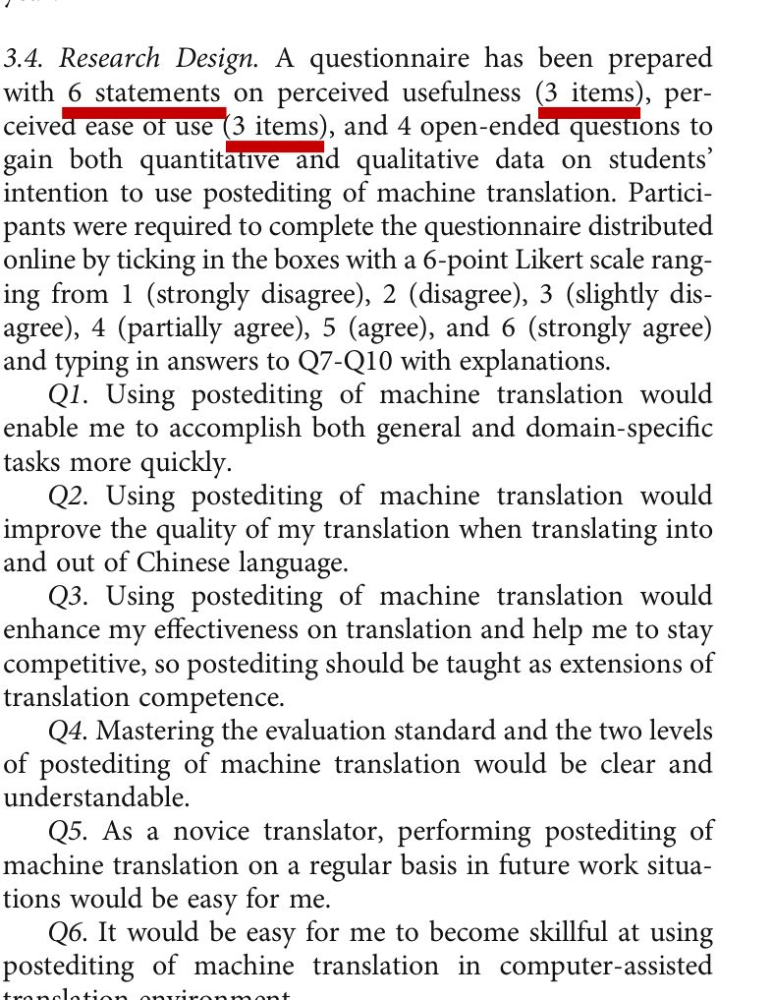 3.4. Research Design. A questionnaire has been prepared
with 6 statements on perceived usefulness (3 items), per-
ceived ease of use (3 items), and 4 open-ended questions to
gain both quantitative and qualitative data on students’
intention to use postediting of machine translation. Partici-
pants were required to complete the questionnaire distributed
online by ticking in the boxes with a 6-point Likert scale rang-
ing from 1 (strongly disagree), 2 (disagree), 3 (slightly dis-
agree), 4 (partially agree), 5 (agree), and 6 (strongly agree)
and typing in answers to Q7-Q10 with explanations.
Q1. Using postediting of machine translation would
enable me to accomplish both general and domain-specific
tasks more quickly.
Q2. Using postediting of machine translation would
improve the quality of my translation when translating into
and out of Chinese language.
Q3. Using postediting of machine translation would
enhance my effectiveness on translation and help me to stay
competitive, so postediting should be taught as extensions of
translation competence.
Q4. Mastering the evaluation standard and the two levels
of postediting of machine translation would be clear and
understandable.
Q5. As a novice translator, performing postediting of
machine translation on a regular basis in future work situa-
tions would be easy for me.
Q6. It would be easy for me to become skillful at using
postediting of machine translation in computer-assisted
translation environment.